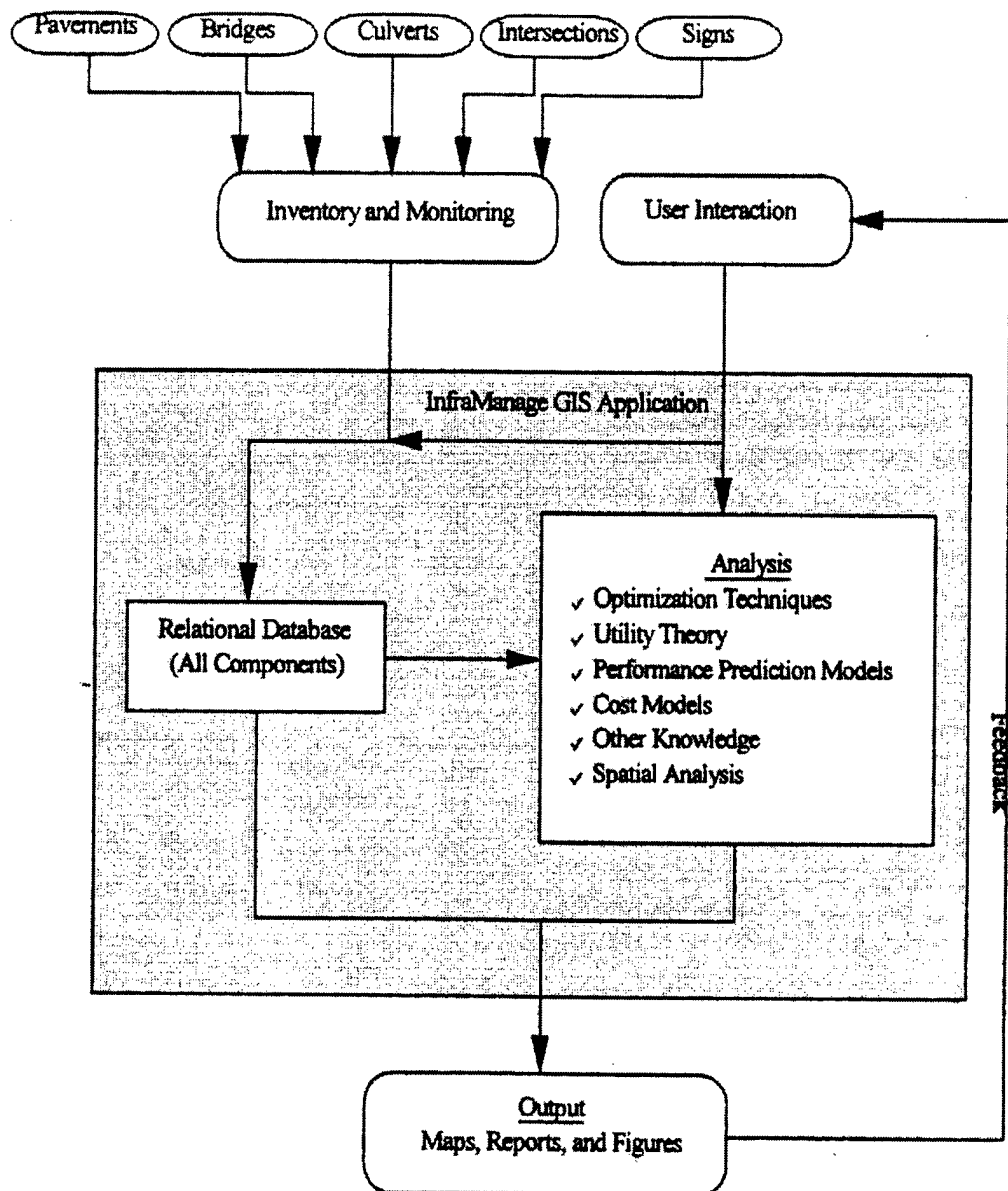 Pavements
Bridges
Culverts
Intersections
Signs
Inventory and Monitoring
User Interaction
InfraManage GIS Application
Relational Database
(All Components)
Analysis
✓ Optimization Techniques
✓ Utility Theory
✓ Performance Prediction Models
✓ Cost Models
✓ Other Knowledge
✓ Spatial Analysis
Feedback
Output
Maps, Reports, and Figures